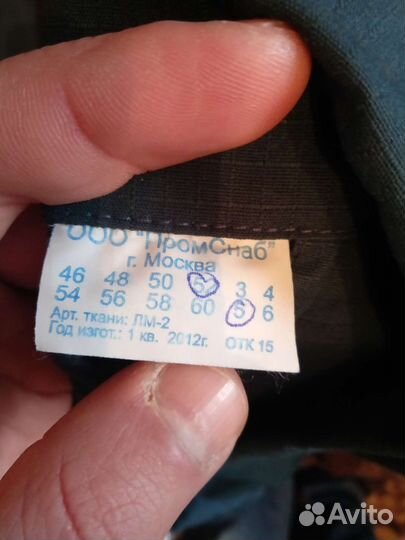 ООО "ПромСнаб"
г. Москва
46 48 50 52 3 4
54 56 58 60 5 6
Арт. ткани: ЛМ-2
Год изгот.: 1 кв. 2012г. ОТК 15
Avito